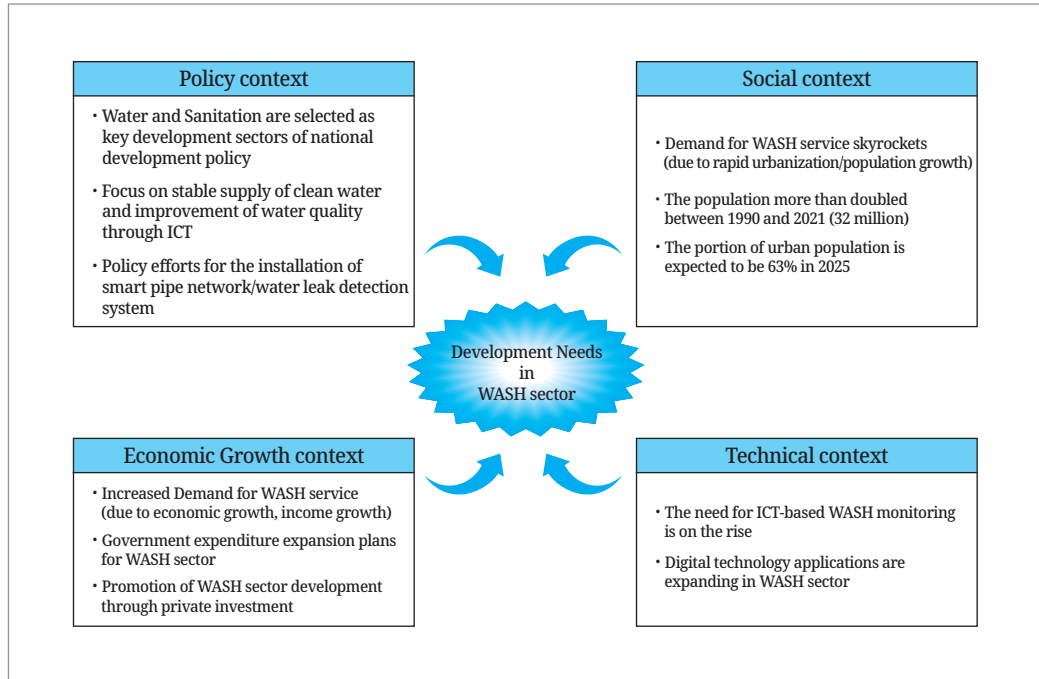 Policy context
・Water and Sanitation are selected as
key development sectors of national
development policy
・Focus on stable supply of clean water
and improvement of water quality
through ICT
・Policy efforts for the installation of
smart pipe network/water leak detection
system
Social context
・Demand for WASH service skyrockets
(due to rapid urbanization/population growth)
・The population more than doubled
between 1990 and 2021 (32 million)
・The portion of urban population is
expected to be 63% in 2025
Development Needs
in
WASH sector
Economic Growth context
・Increased Demand for WASH service
(due to economic growth, income growth)
・Government expenditure expansion plans
for WASH sector
・Promotion of WASH sector development
through private investment
Technical context
・The need for ICT-based WASH monitoring
is on the rise
・Digital technology applications are
expanding in WASH sector